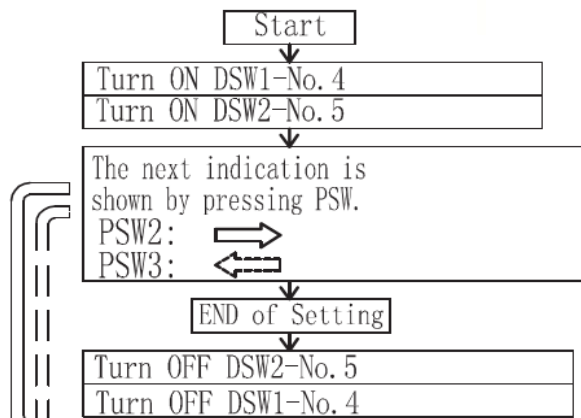 Start
Turn ON DSW1-No.4
Turn ON DSW2-No.5
The next indication is
shown by pressing PSW.
PSW2:
PSW3:
END of Setting
Turn OFF DSW2-No.5
Turn OFF DSW1-No.4